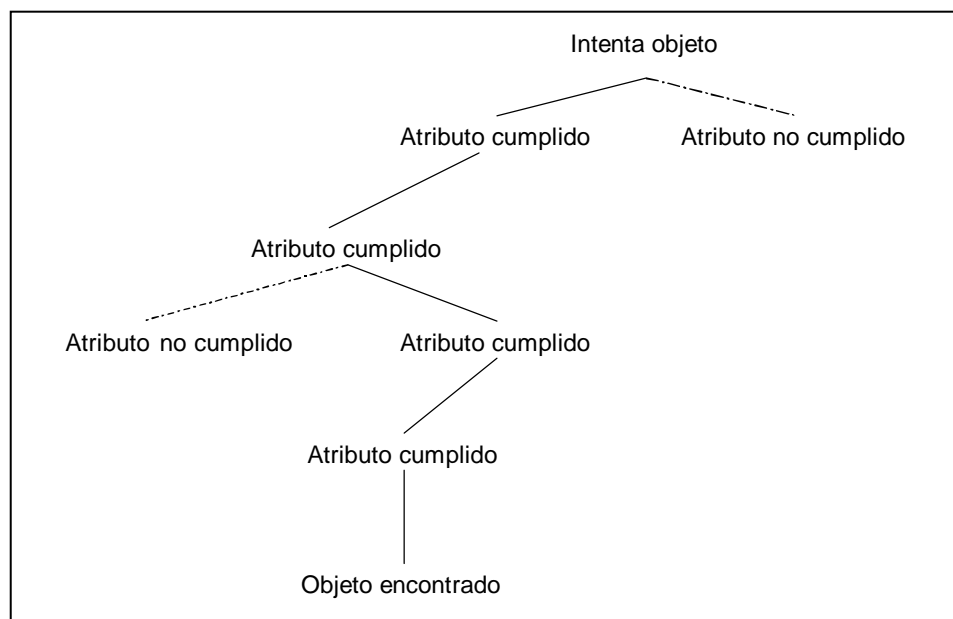 Intenta objeto
Atributo cumplido
Atributo no cumplido
Atributo cumplido
Atributo no cumplido
Atributo cumplido
Atributo cumplido
Objeto encontrado